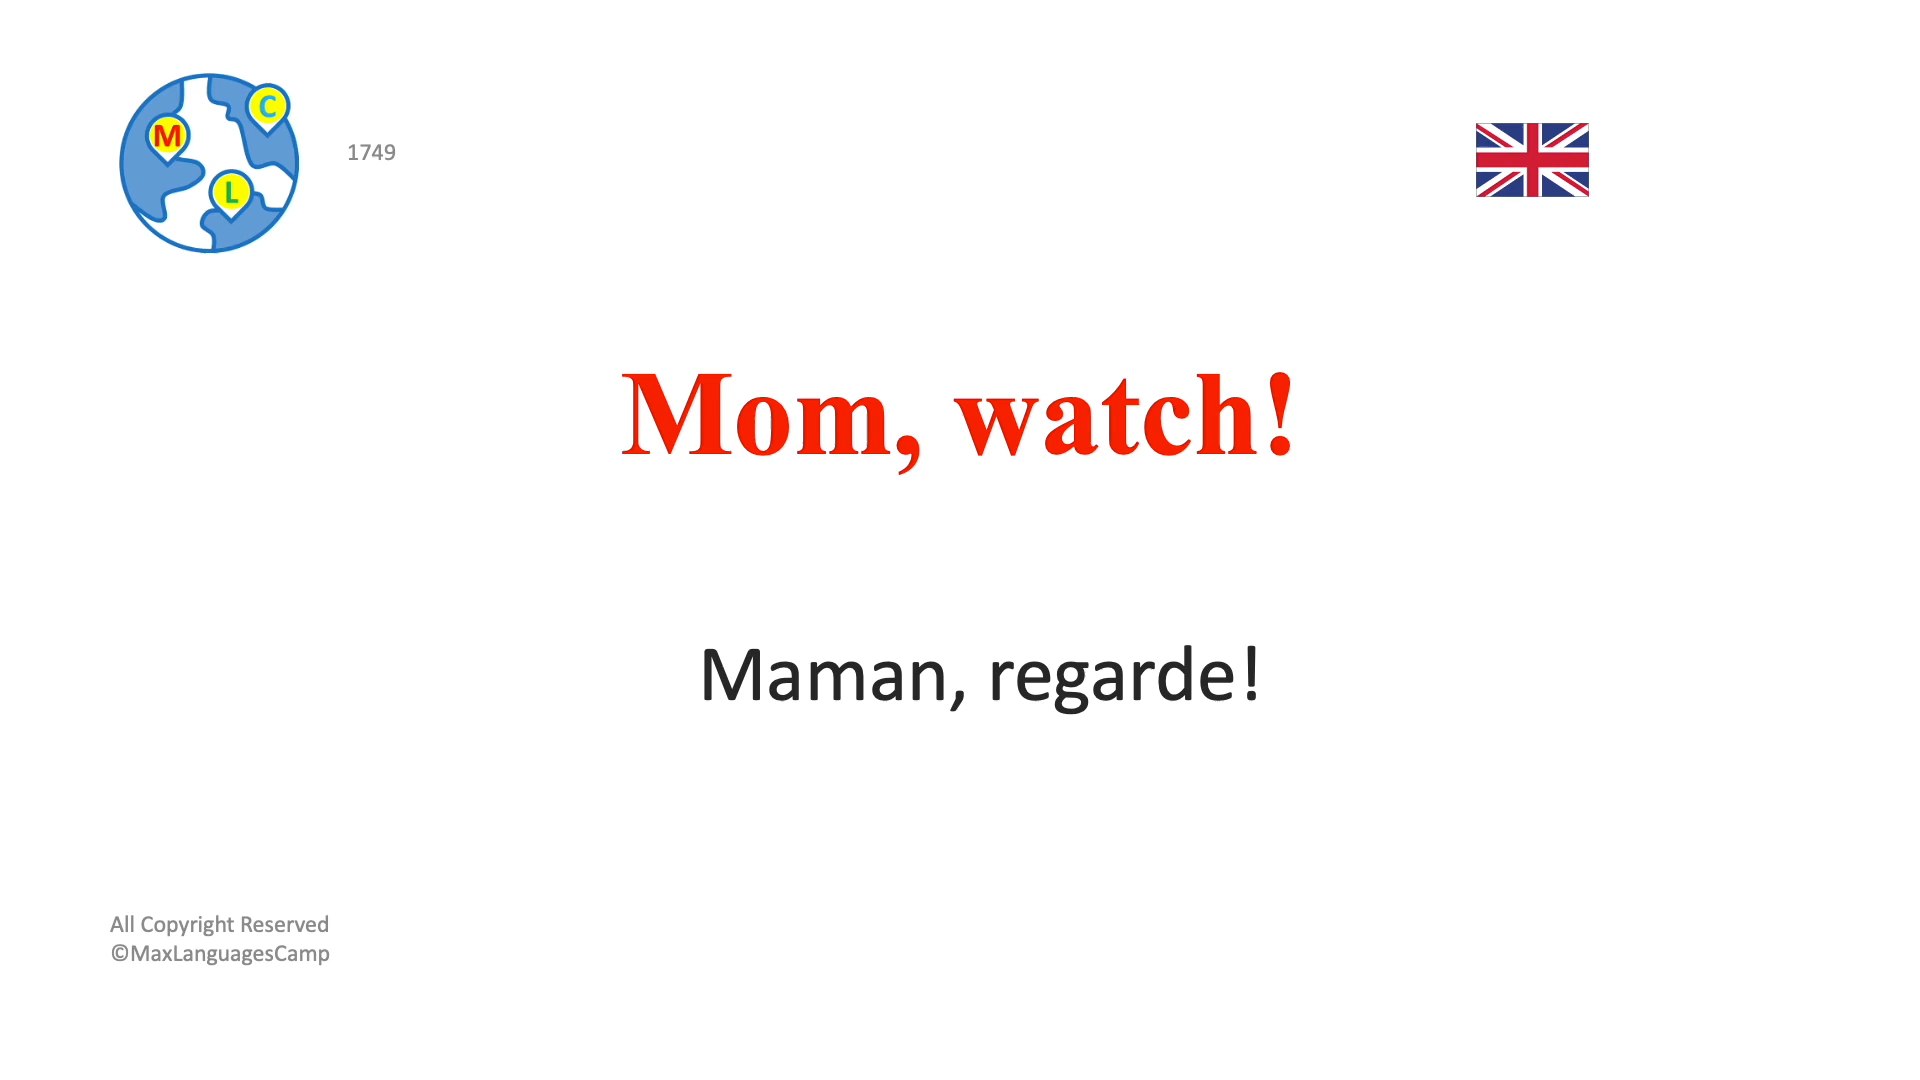 M
C
L
1749
Mom, watch!
Maman, regarde!
All Copyright Reserved
©MaxLanguagesCamp